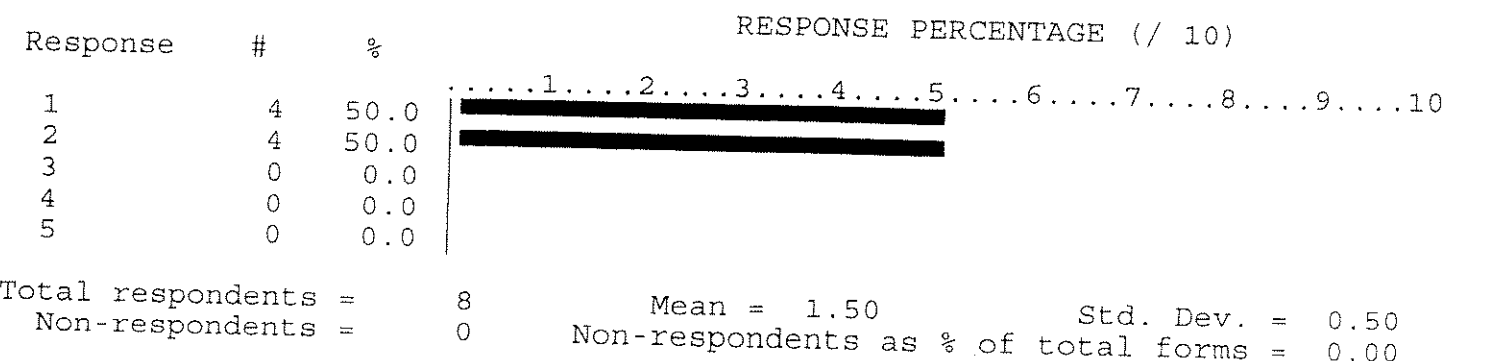 RESPONSE PERCENTAGE (/ 10)
Response # %
.....1....2....3....4....5....6....7....8....9....10
1 4 50.0
2 4 50.0
3 0 0.0
4 0 0.0
5 0 0.0
Total respondents = 8 Mean = 1.50 Std. Dev. = 0.50
Non-respondents = 0 Non-respondents as % of total forms = 0.00